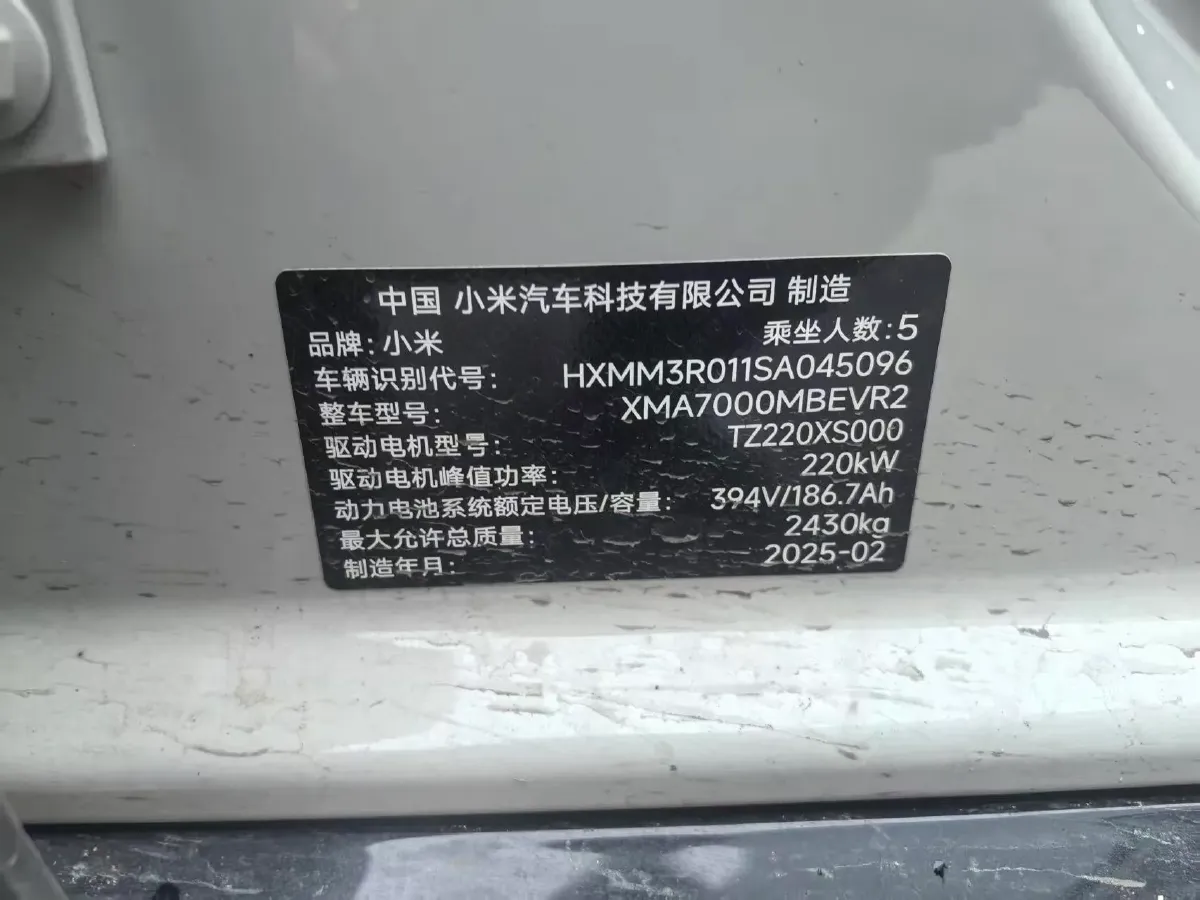 中国 小米汽车科技有限公司 制造
品牌: 小米 乘坐人数: 5
车辆识别代号: HXMM3R011SA045096
整车型号: XMA7000MBEVR2
驱动电机型号: TZ220XS000
驱动电机峰值功率: 220kW
动力电池系统额定电压/容量: 394V/186.7Ah
最大允许总质量: 2430kg
制造年月: 2025-02